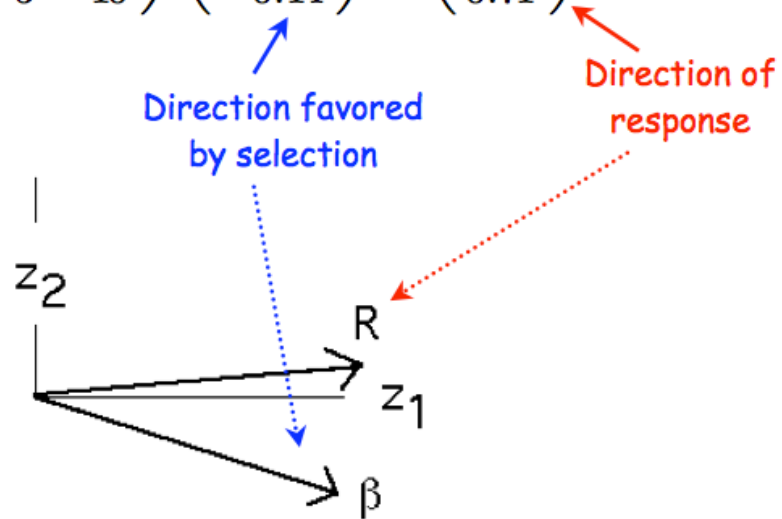 Direction favored
by selection
Direction of
response
z2
R
z1
β